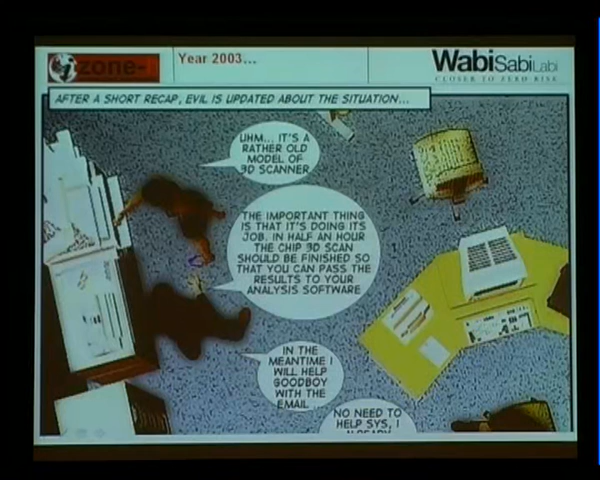 zone-
Year 2003...
WabiSabiLabi
CLOSER TO ZERO RISK
AFTER A SHORT RECAP, EVIL IS UPDATED ABOUT THE SITUATION...
UHM... IT'S A
RATHER OLD
MODEL OF
3D SCANNER
THE IMPORTANT THING
IS THAT IT'S DOING ITS
JOB. IN HALF AN HOUR
THE CHIP 3D SCAN
SHOULD BE FINISHED SO
THAT YOU CAN PASS THE
RESULTS TO YOUR
ANALYSIS SOFTWARE
IN THE
MEANTIME I
WILL HELP
GOODBOY
WITH THE
EMAIL
NO NEED TO
HELP SYS, I
ALREADY